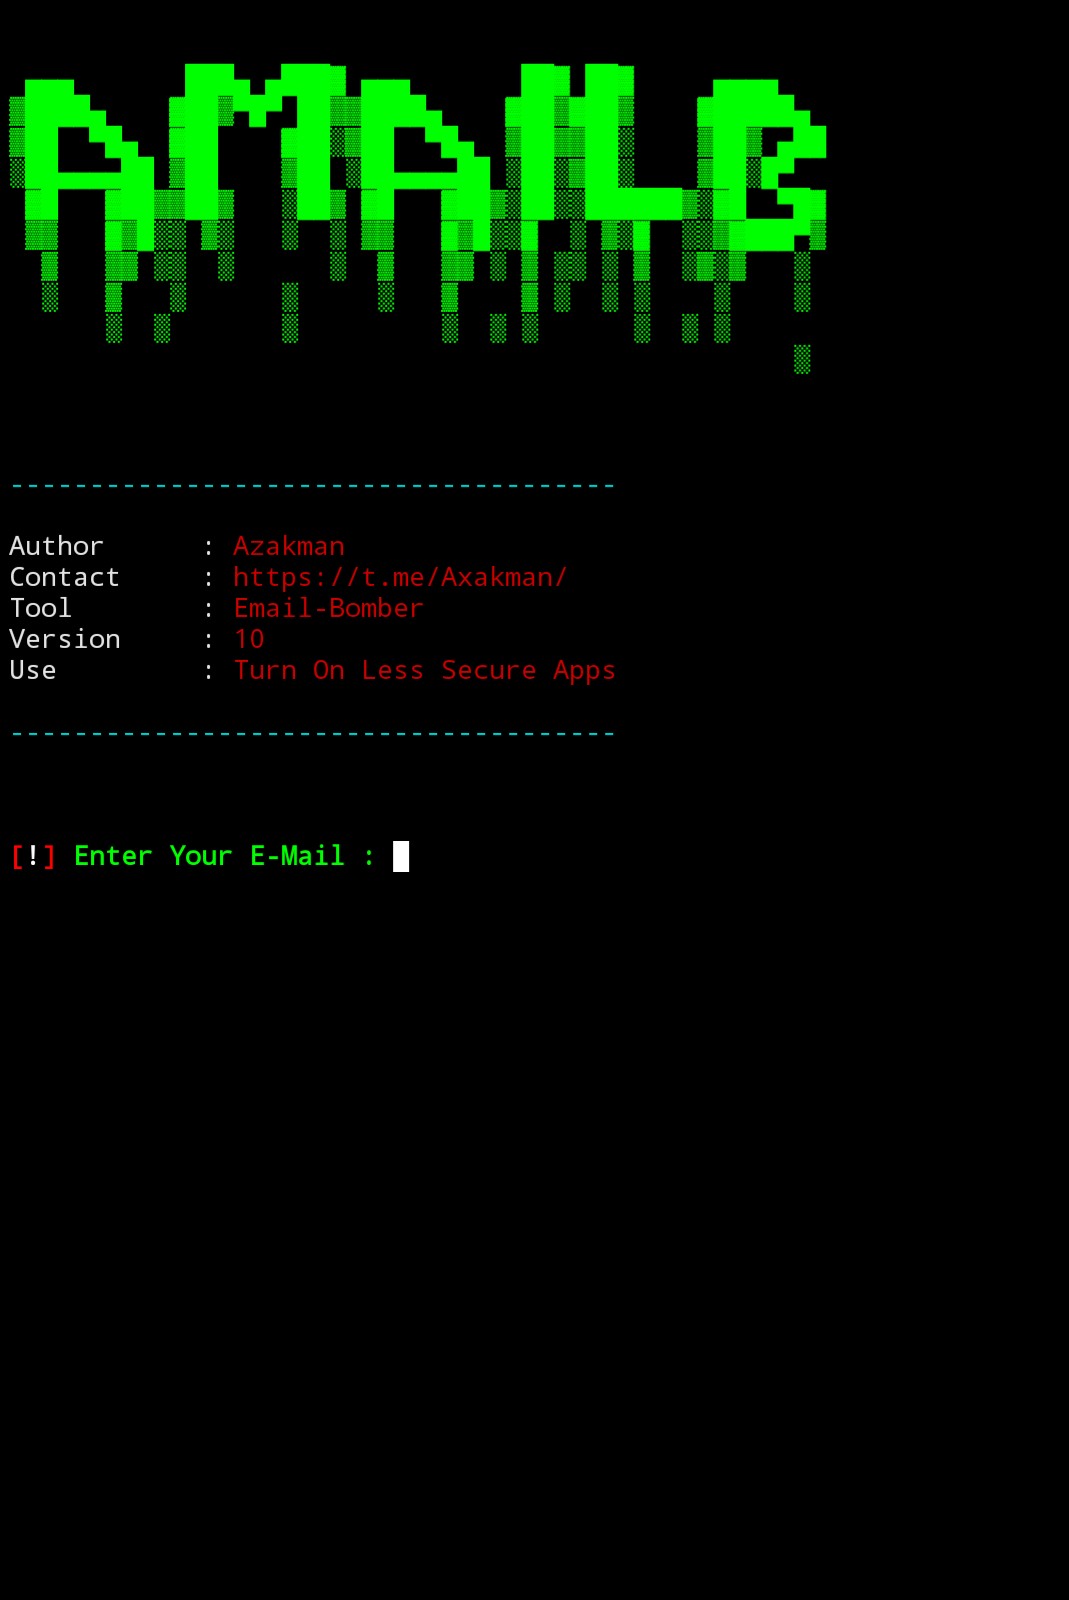 AMAILB
------------------------------------
Author : Azakman
Contact : https://t.me/Axakman/
Tool : Email-Bomber
Version : 10
Use : Turn On Less Secure Apps
------------------------------------
[!] Enter Your E-Mail :